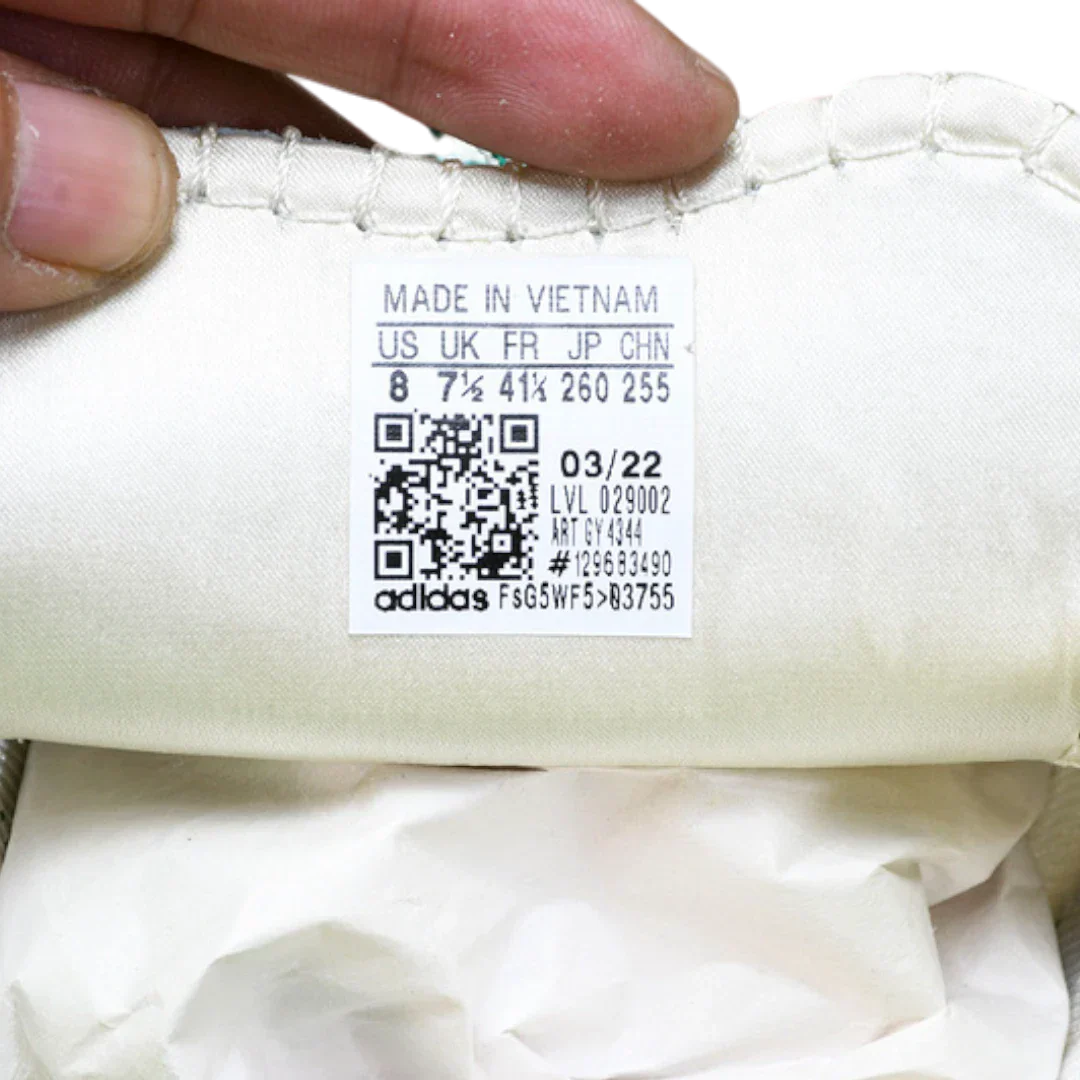 MADE IN VIETNAM
US UK FR JP CHN
8 7½ 41⅓ 260 255
03/22
LVL 029002
ART GY4344
#129683490
adidas FsG5WF5>03755